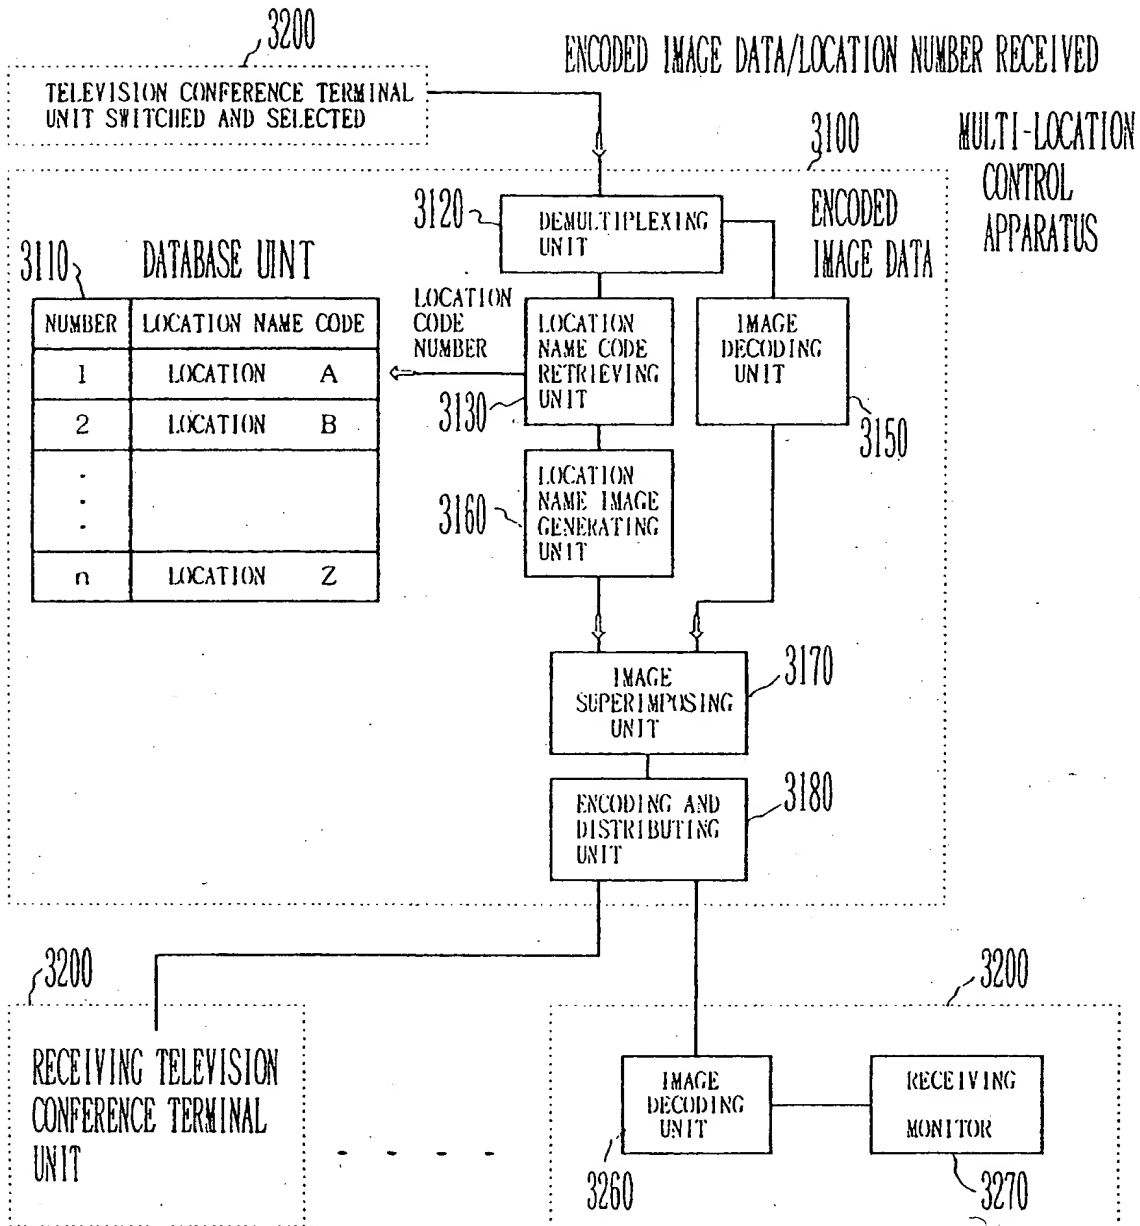 3200
ENCODED IMAGE DATA/LOCATION NUMBER RECEIVED
TELEVISION CONFERENCE TERMINAL
UNIT SWITCHED AND SELECTED
3100
MULTI-LOCATION
CONTROL
APPARATUS
3120
DEMULTIPLEXING
UNIT
ENCODED
IMAGE DATA
3110
DATABASE UINT
NUMBER
LOCATION NAME CODE
1
LOCATION A
2
LOCATION B
n
LOCATION Z
LOCATION
CODE
NUMBER
LOCATION
NAME CODE
RETRIEVING
UNIT
3130
IMAGE
DECODING
UNIT
3150
LOCATION
NAME IMAGE
GENERATING
UNIT
3160
IMAGE
SUPERIMPOSING
UNIT
3170
ENCODING AND
DISTRIBUTING
UNIT
3180
3200
RECEIVING TELEVISION
CONFERENCE TERMINAL
UNIT
3200
IMAGE
DECODING
UNIT
3260
RECEIVING
MONITOR
3270